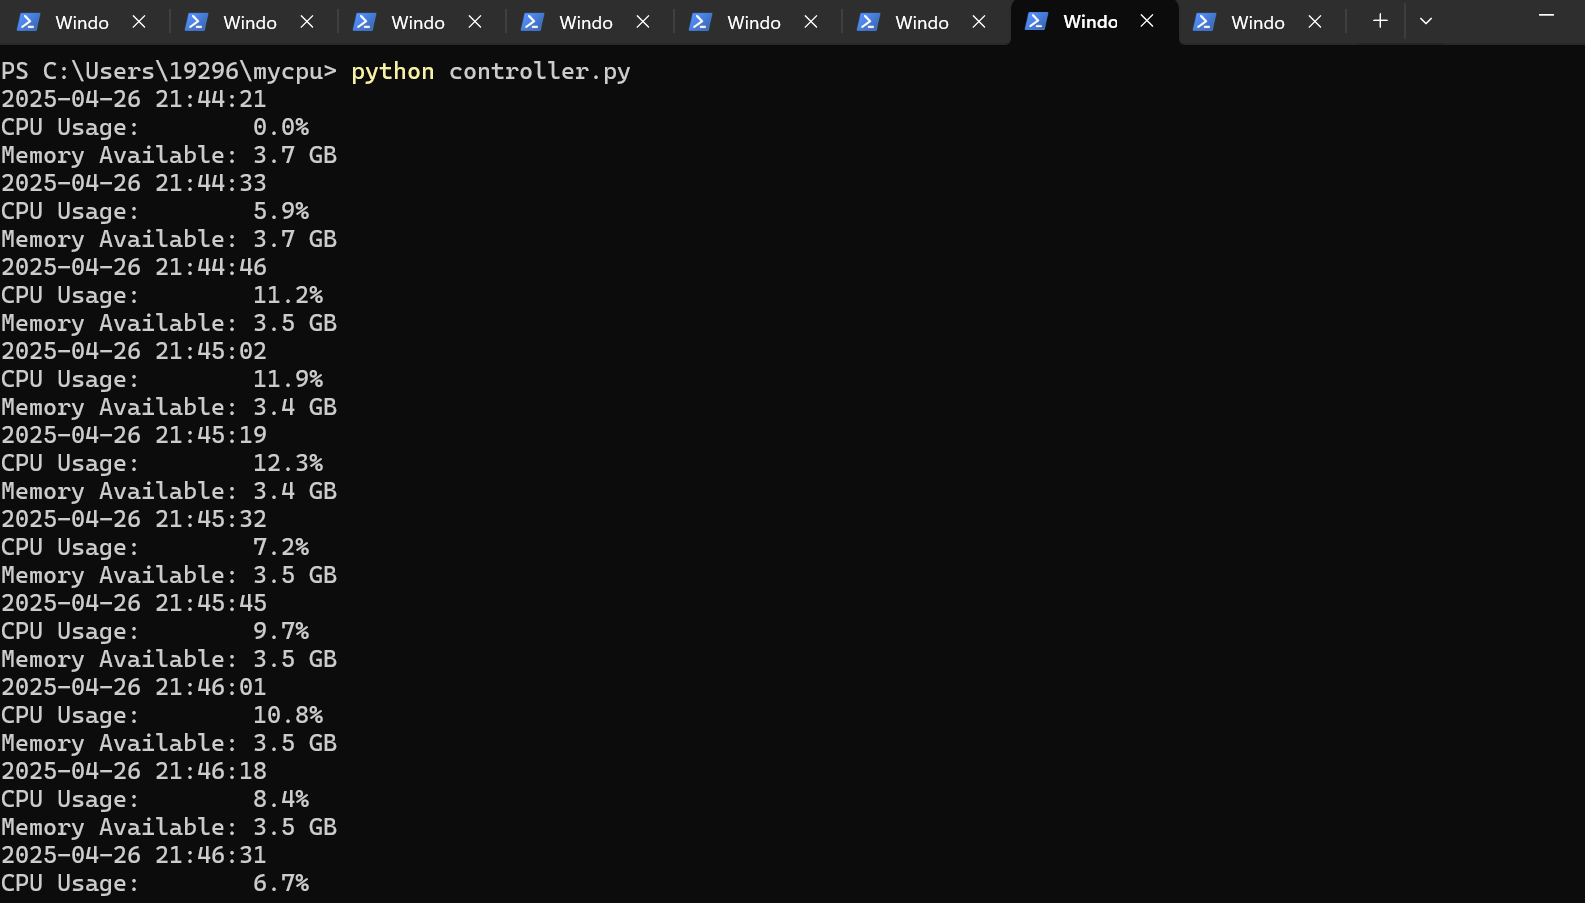 Windo Windo Windo Windo Windo Windo Windo Windo
PS C:\Users\19296\mycpu> python controller.py
2025-04-26 21:44:21
CPU Usage:        0.0%
Memory Available: 3.7 GB
2025-04-26 21:44:33
CPU Usage:        5.9%
Memory Available: 3.7 GB
2025-04-26 21:44:46
CPU Usage:        11.2%
Memory Available: 3.5 GB
2025-04-26 21:45:02
CPU Usage:        11.9%
Memory Available: 3.4 GB
2025-04-26 21:45:19
CPU Usage:        12.3%
Memory Available: 3.4 GB
2025-04-26 21:45:32
CPU Usage:        7.2%
Memory Available: 3.5 GB
2025-04-26 21:45:45
CPU Usage:        9.7%
Memory Available: 3.5 GB
2025-04-26 21:46:01
CPU Usage:        10.8%
Memory Available: 3.5 GB
2025-04-26 21:46:18
CPU Usage:        8.4%
Memory Available: 3.5 GB
2025-04-26 21:46:31
CPU Usage:        6.7%